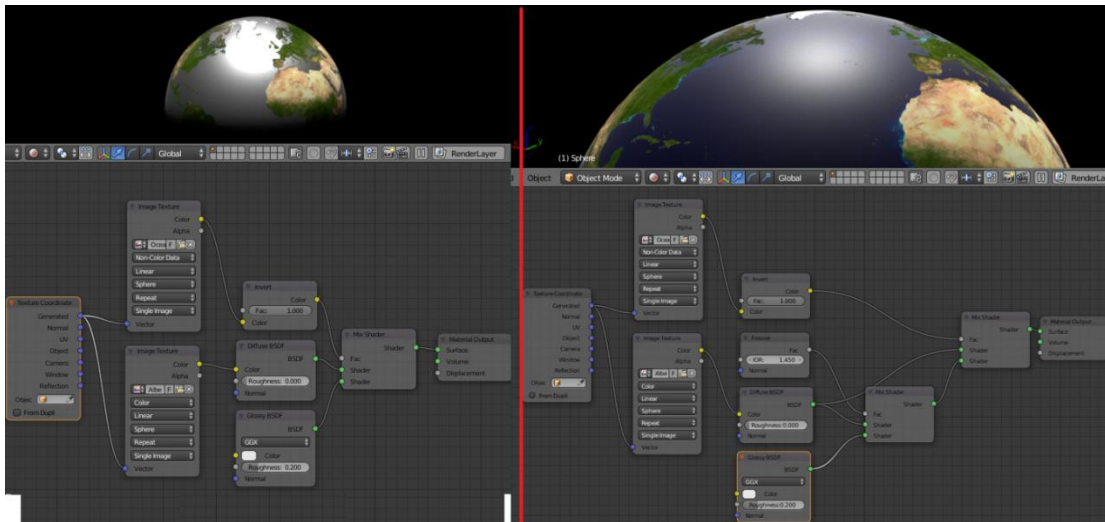 Global
RenderLayer
Image Texture
Color
Alpha
Ocea F
Non-Color Data
Linear
Sphere
Repeat
Single Image
Vector
Texture Coordinate
Generated
Normal
UV
Object
Camera
Window
Reflection
Objec
From Dupli
Image Texture
Color
Alpha
Albe F
Color
Linear
Sphere
Repeat
Single Image
Vector
Invert
Color
Fac: 1.000
Color
Diffuse BSDF
BSDF
Color
Roughness: 0.000
Normal
Glossy BSDF
BSDF
GGX
Color
Roughness: 0.200
Normal
Mix Shader
Shader
Fac
Shader
Shader
Material Output
Surface
Volume
Displacement
(1) Sphere
Object
Object Mode
Global
RenderLay
Image Texture
Color
Alpha
Ocea F
Non-Color Data
Linear
Sphere
Repeat
Single Image
Vector
Texture Coordinate
Generated
Normal
UV
Object
Camera
Window
Reflection
Objec
From Dupli
Image Texture
Color
Alpha
Albe F
Color
Linear
Sphere
Repeat
Single Image
Vector
Invert
Color
Fac: 1.000
Color
Fresnel
Fac
IOR: 1.450
Normal
Diffuse BSDF
BSDF
Color
Roughness:0.000
Normal
Glossy BSDF
BSDF
GGX
Color
Roughness:0.200
Normal
Mix Shader
Shader
Fac
Shader
Shader
Mix Shader
Shader
Fac
Shader
Shader
Material Output
Surface
Volume
Displacement